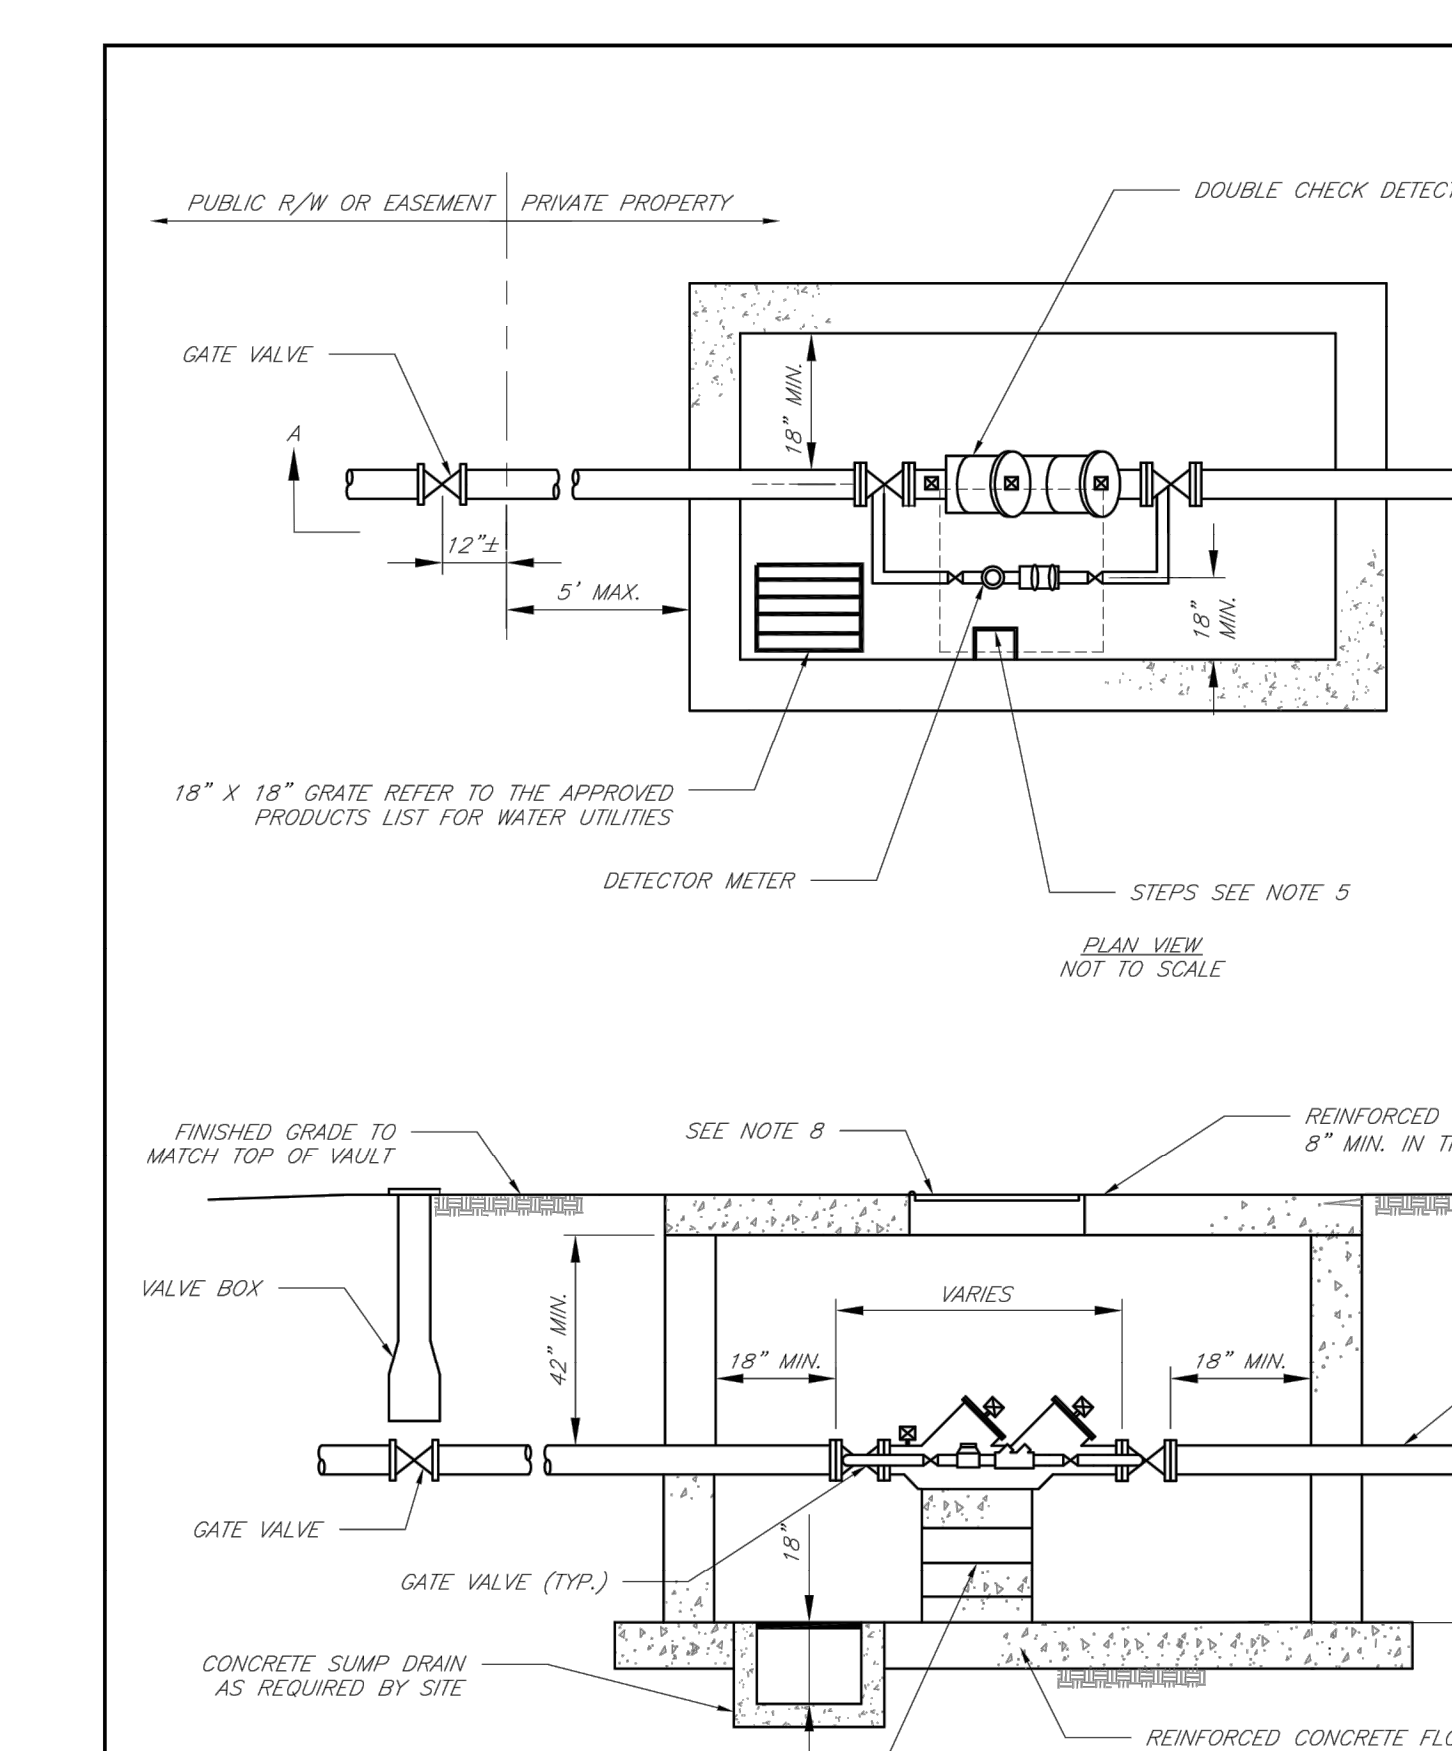 PUBLIC R/W OR EASEMENT
PRIVATE PROPERTY
DOUBLE CHECK
GATE VALVE
18" MIN.
A
12"±
5' MAX.
18"
MIN.
18" X 18" GRATE REFER TO THE APPROVED
PRODUCTS LIST FOR WATER UTILITIES
DETECTOR METER
STEPS SEE NOTE 5
PLAN VIEW
NOT TO SCALE
FINISHED GRADE TO
MATCH TOP OF VAULT
SEE NOTE 8
REINFORCED
8" MIN. IN
VALVE BOX
42" MIN.
VARIES
18" MIN.
18" MIN.
GATE VALVE
18"
GATE VALVE (TYP.)
CONCRETE SUMP DRAIN
AS REQUIRED BY SITE
REINFORCED CONCRETE